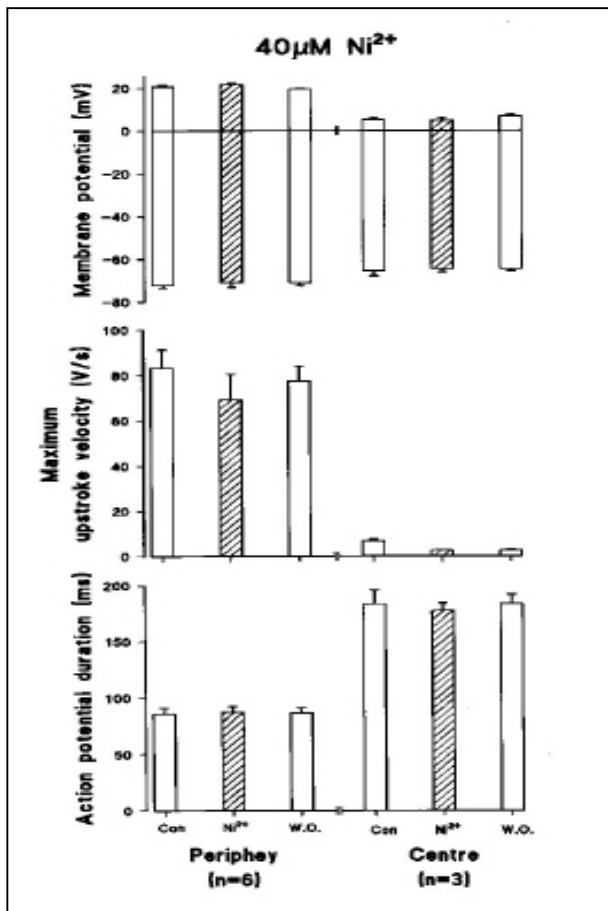 40μM Ni²⁺
Membrane potential (mV)
20
0
-20
-40
-60
-80
Maximum
upstroke velocity (V/s)
100
80
60
40
20
0
Action potential duration (ms)
200
150
100
50
0
Con Ni²⁺ W.O. Con Ni²⁺ W.O.
Periphey Centre
(n=6) (n=3)